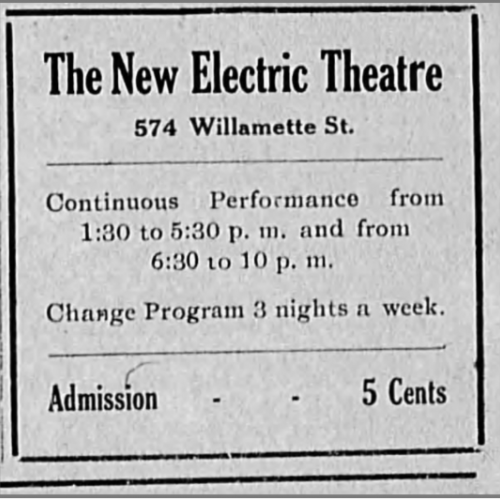 The New Electric Theatre
574 Willamette St.
Continuous Performance from
1:30 to 5:30 p. m. and from
6:30 to 10 p. m.
Change Program 3 nights a week.
Admission - - 5 Cents